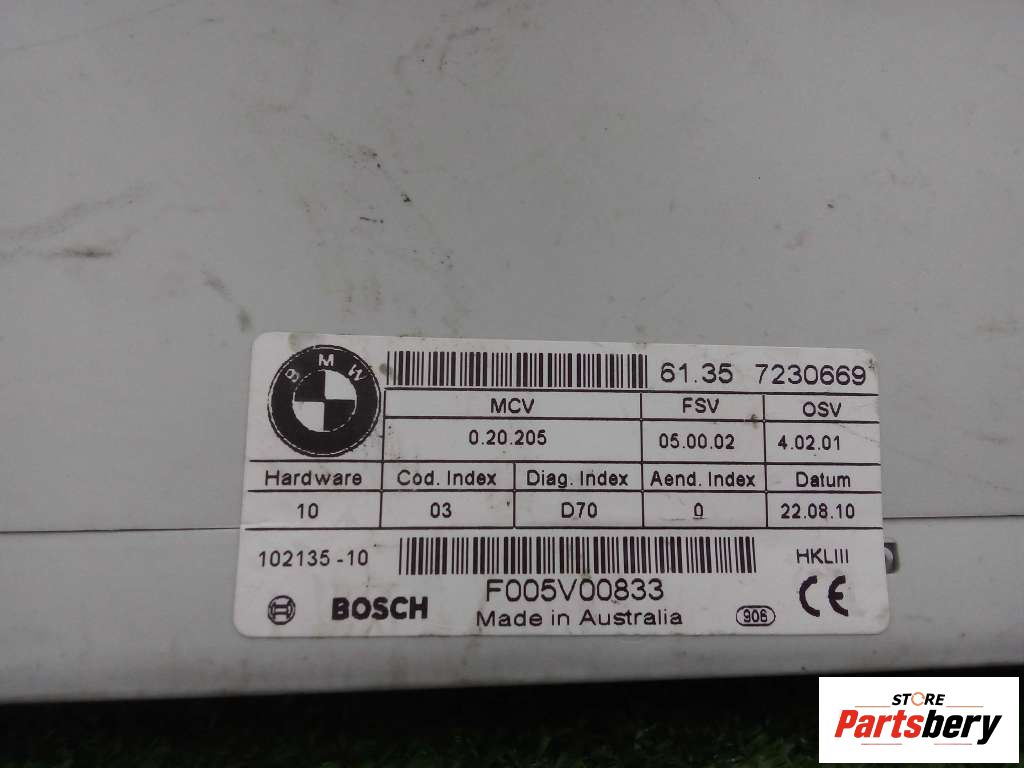 BMW
61.35 7230669
MCV FSV OSV
0.20.205 05.00.02 4.02.01
Hardware Cod. Index Diag. Index Aend. Index Datum
10 03 D70 0 22.08.10
102135-10 HKLIII
F005V00833 CE
BOSCH Made in Australia 906
STORE
Partsbery